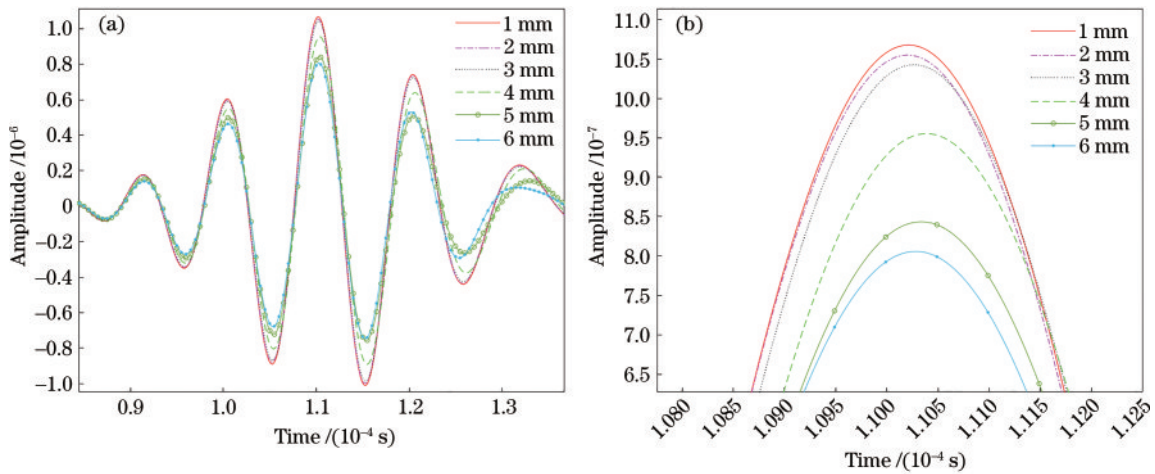 (a)
1 mm
2 mm
3 mm
4 mm
5 mm
6 mm
1.0
0.8
0.6
0.4
0.2
0
−0.2
−0.4
−0.6
−0.8
−1.0
Amplitude /10⁻⁶
0.9 1.0 1.1 1.2 1.3
Time /(10⁻⁴ s)
(b)
1 mm
2 mm
3 mm
4 mm
5 mm
6 mm
11.0
10.5
10.0
9.5
9.0
8.5
8.0
7.5
7.0
6.5
Amplitude /10⁻⁷
1.080 1.085 1.090 1.095 1.100 1.105 1.110 1.115 1.120 1.125
Time /(10⁻⁴ s)